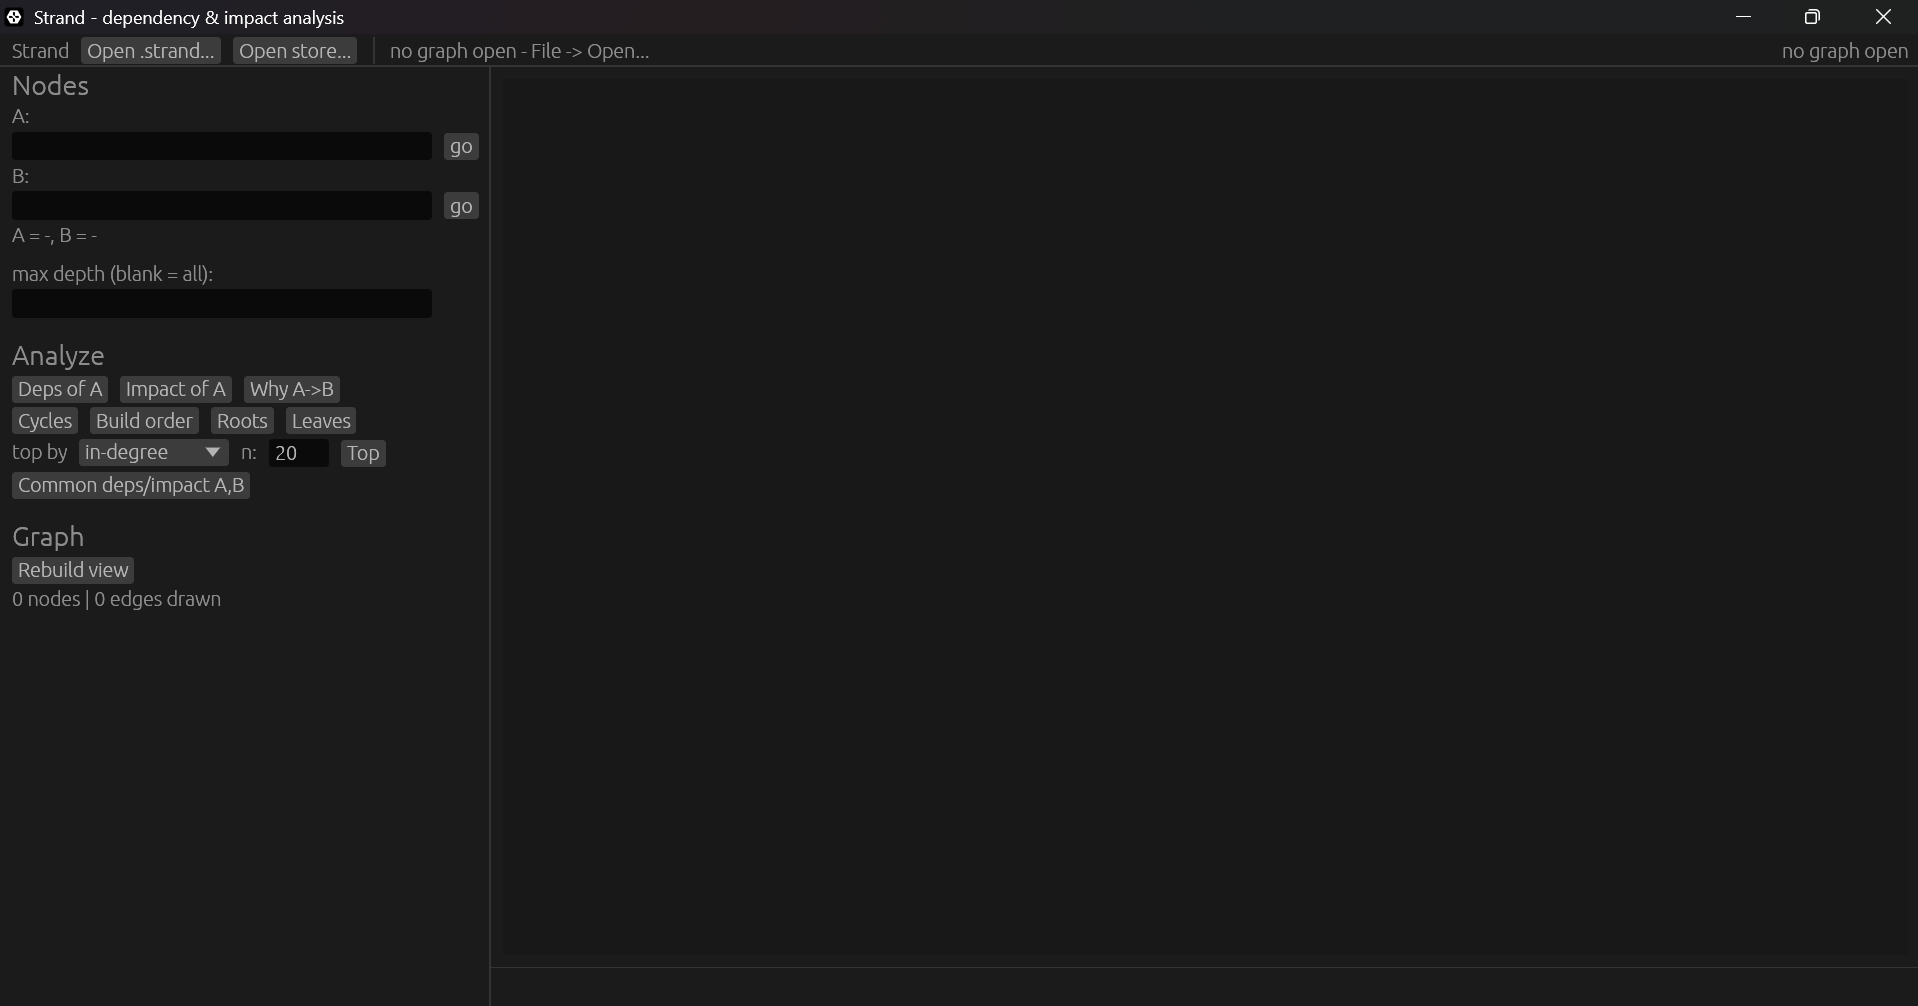 Strand - dependency & impact analysis
Strand Open .strand... Open store... no graph open - File -> Open... no graph open
Nodes
A:
go
B:
go
A = -, B = -
max depth (blank = all):
Analyze
Deps of A Impact of A Why A->B
Cycles Build order Roots Leaves
top by in-degree n: 20 Top
Common deps/impact A,B
Graph
Rebuild view
0 nodes | 0 edges drawn